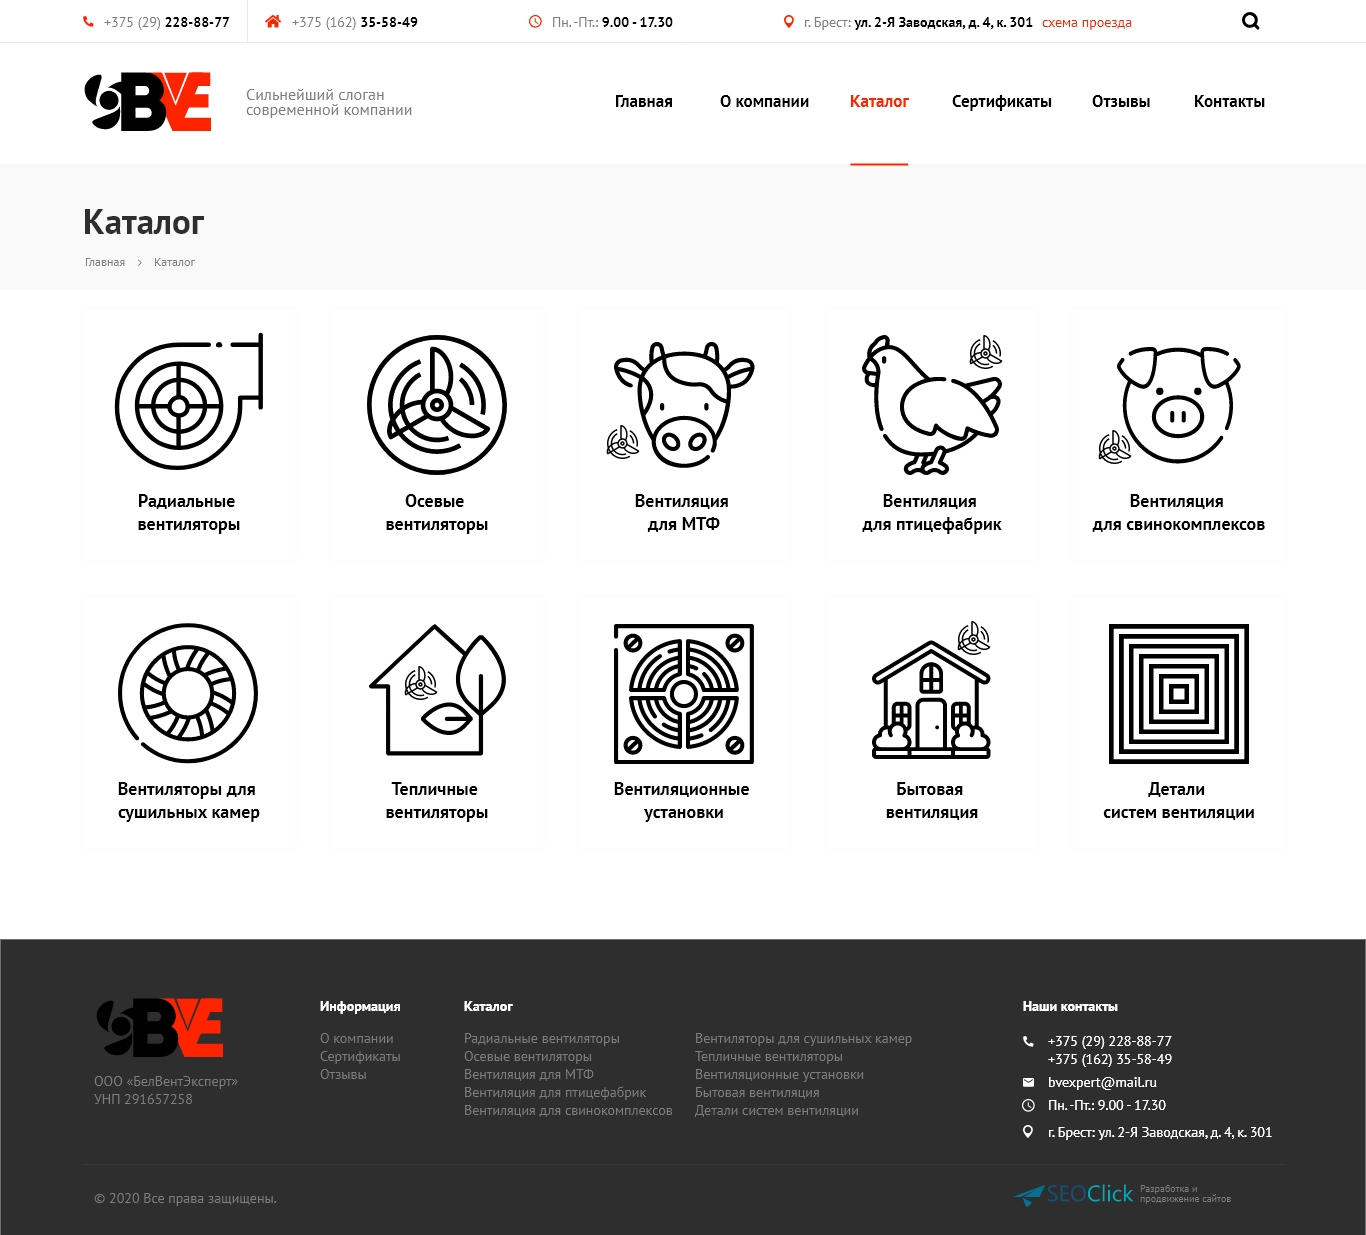 +375 (29) 228-88-77
+375 (162) 35-58-49
Пн.-Пт.: 9.00 - 17.30
г. Брест: ул. 2-Я Заводская, д. 4, к. 301 схема проезда
BVE
Сильнейший слоган
современной компании
Главная
О компании
Каталог
Сертификаты
Отзывы
Контакты
Каталог
Главная > Каталог
Радиальные
вентиляторы
Осевые
вентиляторы
Вентиляция
для МТФ
Вентиляция
для птицефабрик
Вентиляция
для свинокомплексов
Вентиляторы для
сушильных камер
Тепличные
вентиляторы
Вентиляционные
установки
Бытовая
вентиляция
Детали
систем вентиляции
BVE
ООО «БелВентЭксперт»
УНП 291657258
Информация
О компании
Сертификаты
Отзывы
Каталог
Радиальные вентиляторы
Осевые вентиляторы
Вентиляция для МТФ
Вентиляция для птицефабрик
Вентиляция для свинокомплексов
Вентиляторы для сушильных камер
Тепличные вентиляторы
Вентиляционные установки
Бытовая вентиляция
Детали систем вентиляции
Наши контакты
+375 (29) 228-88-77
+375 (162) 35-58-49
bvexpert@mail.ru
Пн.-Пт.: 9.00 - 17.30
г. Брест: ул. 2-Я Заводская, д. 4, к. 301
© 2020 Все права защищены.
SEOClick
Разработка и
продвижение сайтов